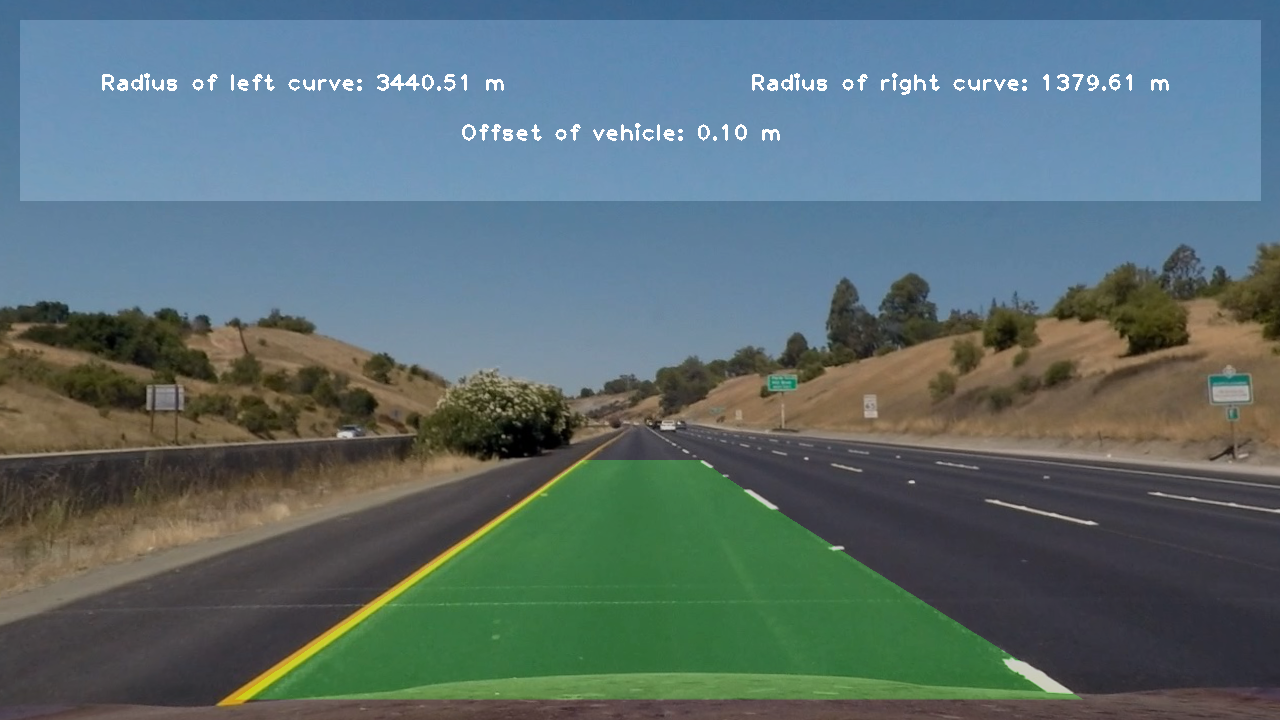 Radius of left curve: 3440.51 m
Radius of right curve: 1379.61 m
Offset of vehicle: 0.10 m